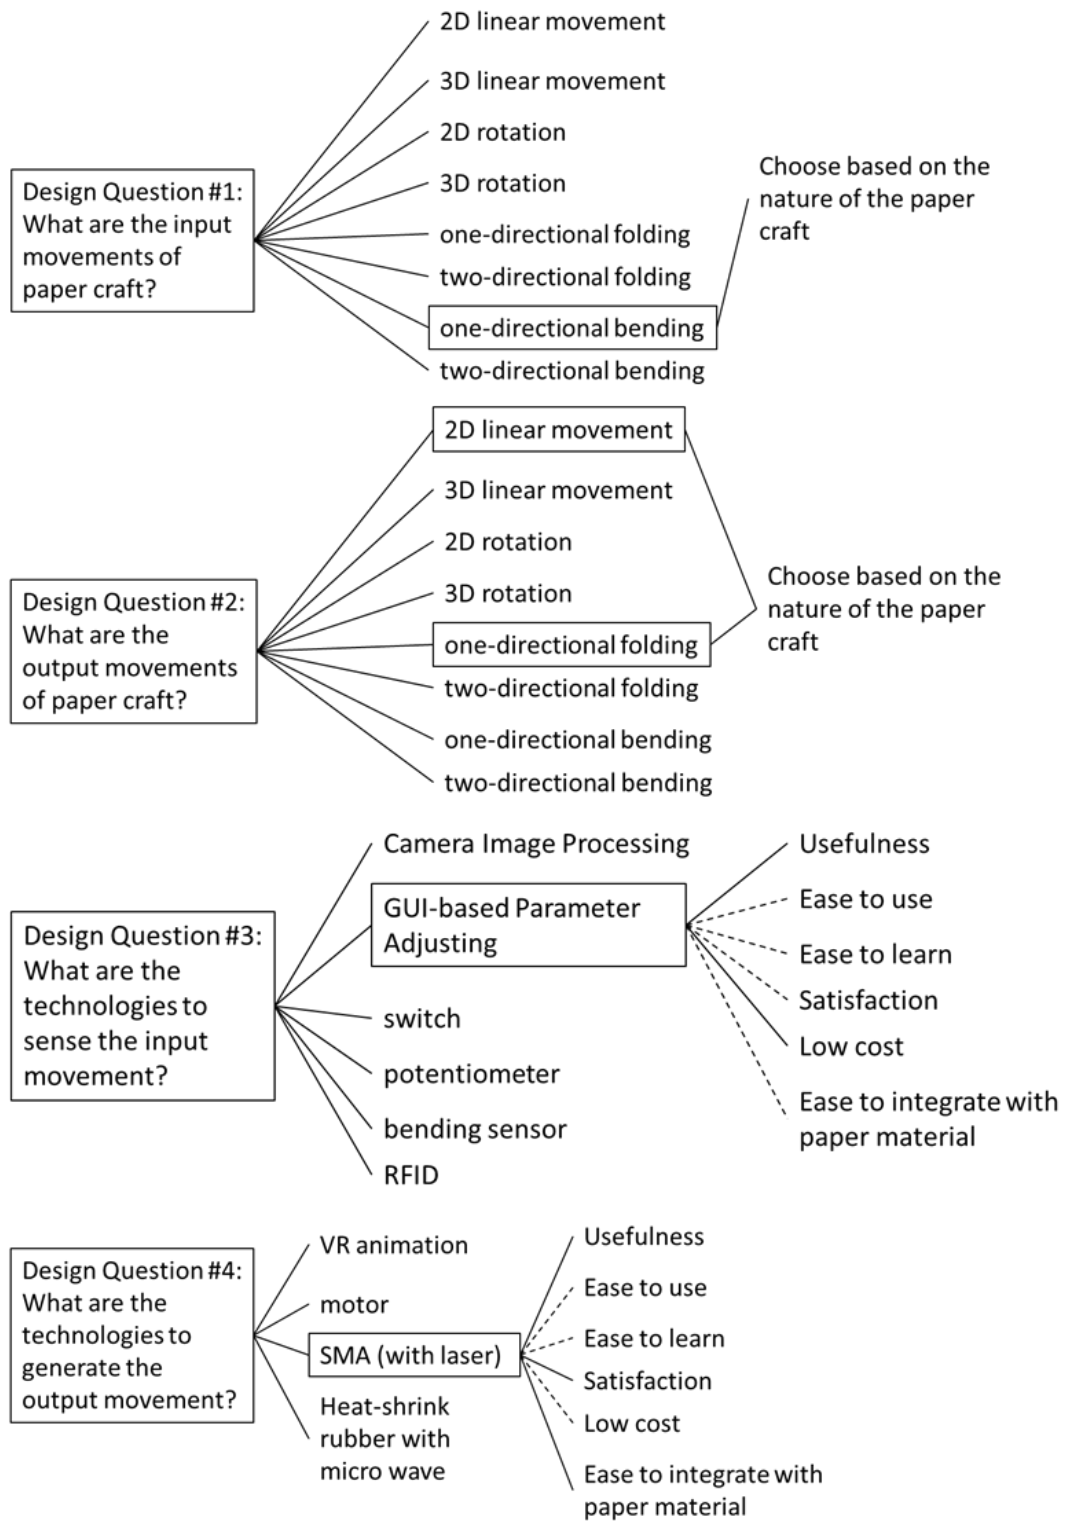 Design Question #1:
What are the input
movements of
paper craft?
2D linear movement
3D linear movement
2D rotation
3D rotation
one-directional folding
two-directional folding
one-directional bending
two-directional bending
Choose based on the
nature of the paper
craft
Design Question #2:
What are the
output movements
of paper craft?
2D linear movement
3D linear movement
2D rotation
3D rotation
one-directional folding
two-directional folding
one-directional bending
two-directional bending
Choose based on the
nature of the paper
craft
Design Question #3:
What are the
technologies to
sense the input
movement?
Camera Image Processing
GUI-based Parameter
Adjusting
switch
potentiometer
bending sensor
RFID
Usefulness
Ease to use
Ease to learn
Satisfaction
Low cost
Ease to integrate with
paper material
Design Question #4:
What are the
technologies to
generate the
output movement?
VR animation
motor
SMA (with laser)
Heat-shrink
rubber with
micro wave
Usefulness
Ease to use
Ease to learn
Satisfaction
Low cost
Ease to integrate with
paper material